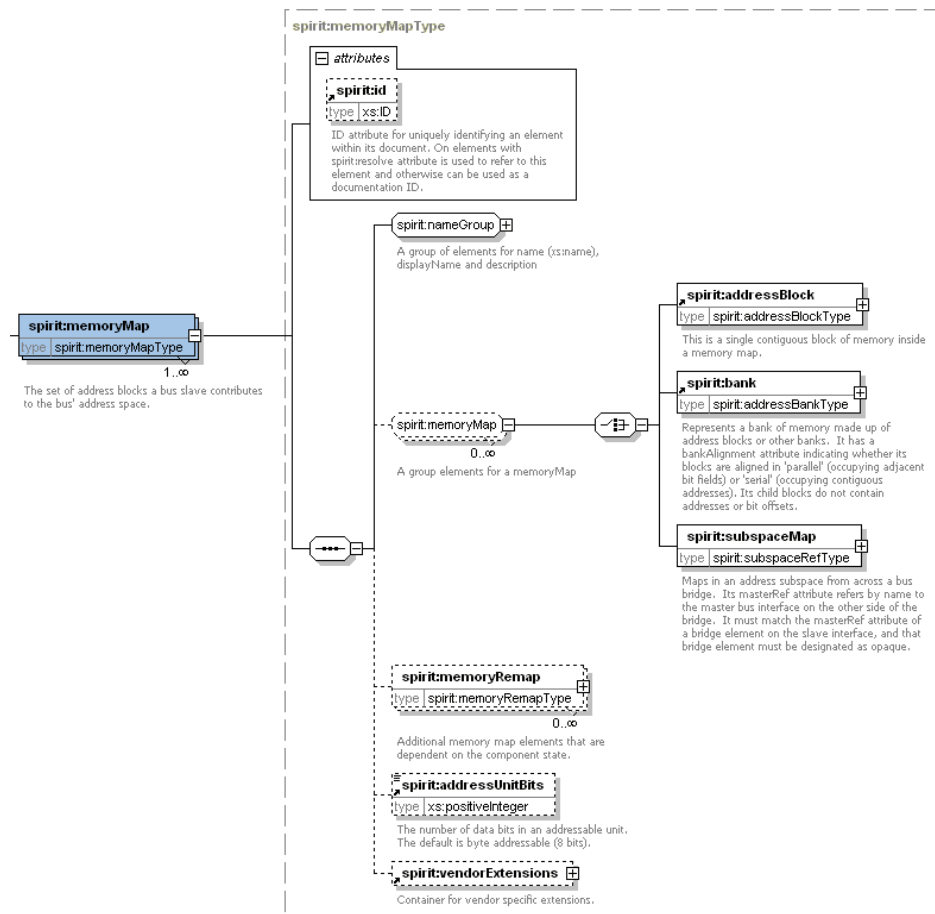 spirit:memoryMapType
attributes
spirit:id
type xs:ID
ID attribute for uniquely identifying an element
within its document. On elements with
spirit:resolve attribute is used to refer to this
element and otherwise can be used as a
documentation ID.
spirit:nameGroup
A group of elements for name (xs:name),
displayName and description
spirit:memoryMap
type spirit:memoryMapType
1..∞
The set of address blocks a bus slave contributes
to the bus' address space.
spirit:addressBlock
type spirit:addressBlockType
This is a single contiguous block of memory inside
a memory map.
spirit:bank
type spirit:addressBankType
Represents a bank of memory made up of
address blocks or other banks.  It has a
bankAlignment attribute indicating whether its
blocks are aligned in 'parallel' (occupying adjacent
bit fields) or 'serial' (occupying contiguous
addresses). Its child blocks do not contain
addresses or bit offsets.
spirit:memoryMap
0..∞
A group elements for a memoryMap
spirit:subspaceMap
type spirit:subspaceRefType
Maps in an address subspace from across a bus
bridge.  Its masterRef attribute refers by name to
the master bus interface on the other side of the
bridge.  It must match the masterRef attribute of
a bridge element on the slave interface, and that
bridge element must be designated as opaque.
spirit:memoryRemap
type spirit:memoryRemapType
0..∞
Additional memory map elements that are
dependent on the component state.
spirit:addressUnitBits
type xs:positiveInteger
The number of data bits in an addressable unit.
The default is byte addressable (8 bits).
spirit:vendorExtensions
Container for vendor specific extensions.